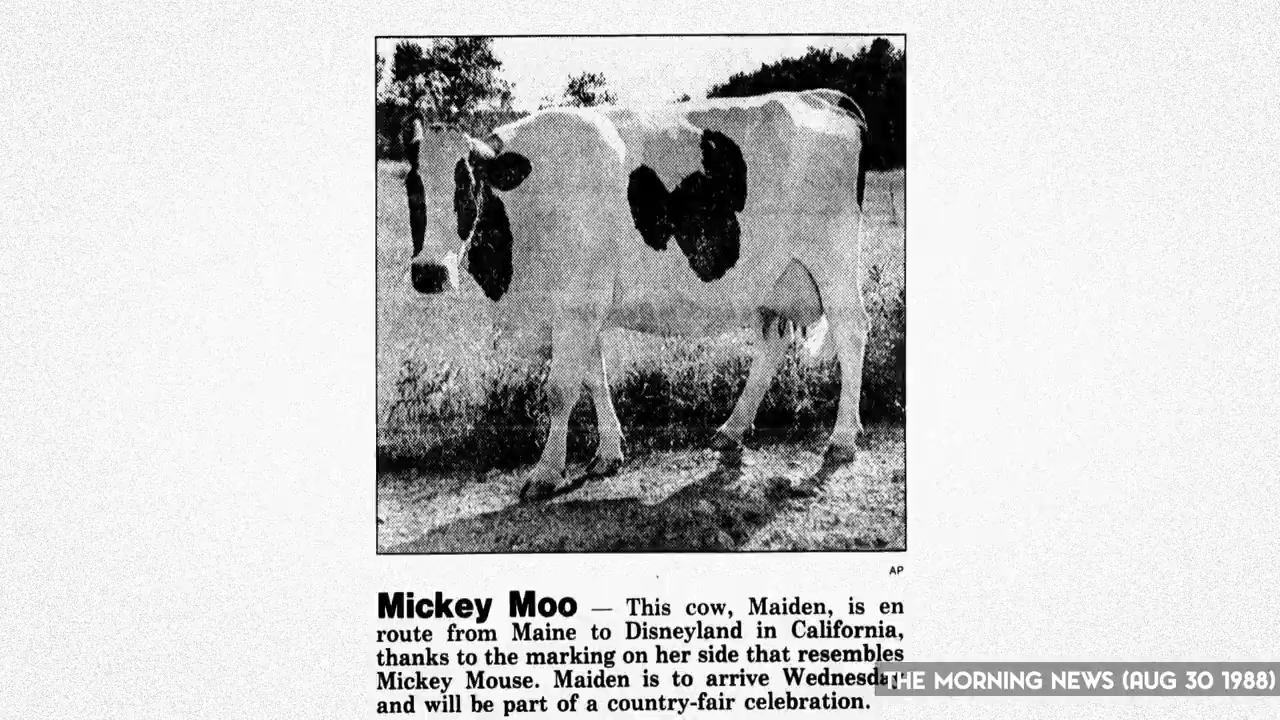 AP
Mickey Moo — This cow, Maiden, is en
route from Maine to Disneyland in California,
thanks to the marking on her side that resembles
Mickey Mouse. Maiden is to arrive Wednesday
and will be part of a country-fair celebration.
THE MORNING NEWS (AUG 30 1988)